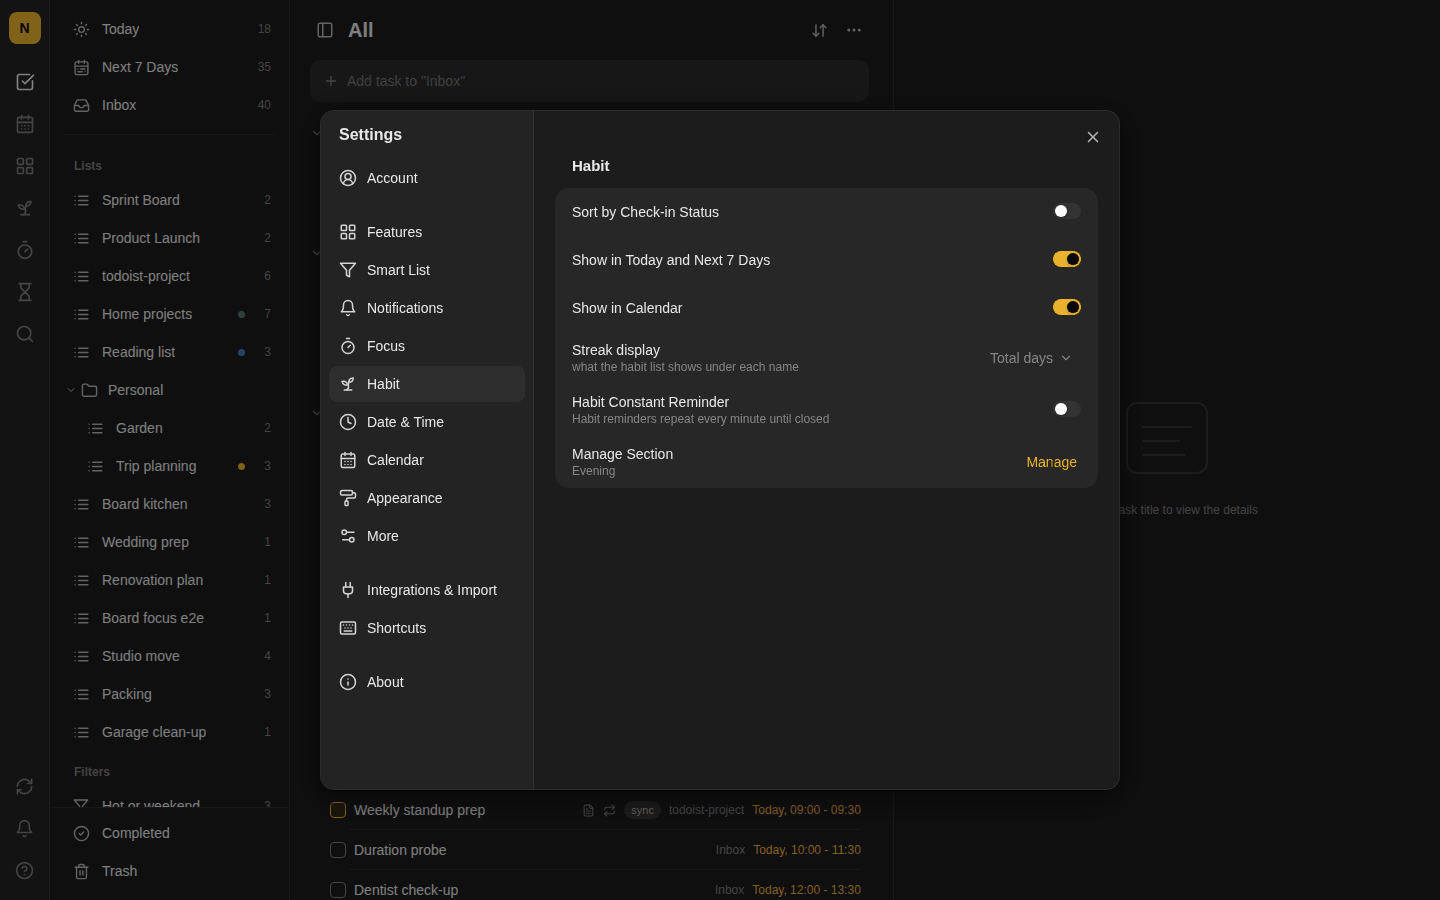 N
Today 18
Next 7 Days 35
Inbox 40
Lists
Sprint Board 2
Product Launch 2
todoist-project 6
Home projects 7
Reading list 3
Personal
Garden 2
Trip planning 3
Board kitchen 3
Wedding prep 1
Renovation plan 1
Board focus e2e 1
Studio move 4
Packing 3
Garage clean-up 1
Filters
Hot or weekend 3
Completed
Trash
All
Add task to "Inbox"
Settings
Account
Features
Smart List
Notifications
Focus
Habit
Date & Time
Calendar
Appearance
More
Integrations & Import
Shortcuts
About
Habit
Sort by Check-in Status
Show in Today and Next 7 Days
Show in Calendar
Streak display
what the habit list shows under each name
Total days
Habit Constant Reminder
Habit reminders repeat every minute until closed
Manage Section
Evening
Manage
Weekly standup prep sync todoist-project Today, 09:00 - 09:30
Duration probe Inbox Today, 10:00 - 11:30
Dentist check-up Inbox Today, 12:00 - 13:30
title to view the details